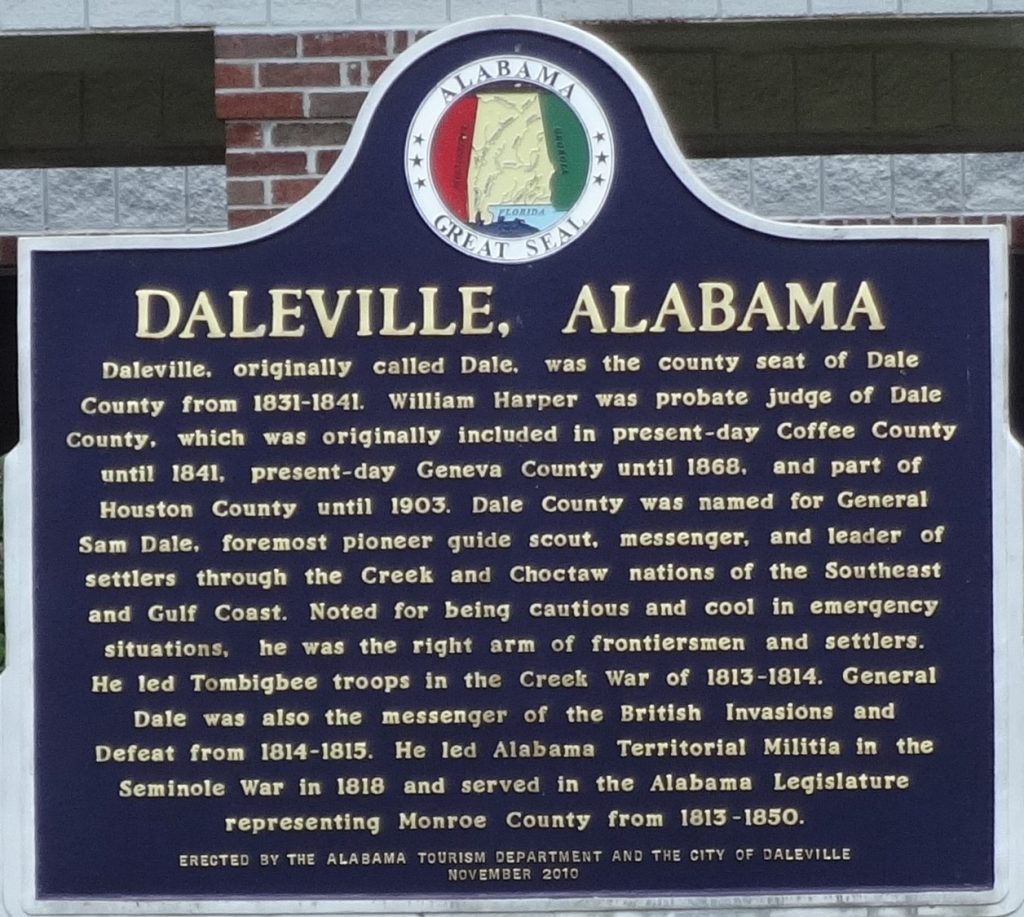 ALABAMA
GEORGIA
FLORIDA
GREAT SEAL
DALEVILLE, ALABAMA
Daleville, originally called Dale, was the county seat of Dale
County from 1831-1841. William Harper was probate judge of Dale
County, which was originally included in present-day Coffee County
until 1841, present-day Geneva County until 1868, and part of
Houston County until 1903. Dale County was named for General
Sam Dale, foremost pioneer guide scout, messenger, and leader of
settlers through the Creek and Choctaw nations of the Southeast
and Gulf Coast. Noted for being cautious and cool in emergency
situations, he was the right arm of frontiersmen and settlers.
He led Tombigbee troops in the Creek War of 1813-1814. General
Dale was also the messenger of the British Invasions and
Defeat from 1814-1815. He led Alabama Territorial Militia in the
Seminole War in 1818 and served in the Alabama Legislature
representing Monroe County from 1813-1850.
ERECTED BY THE ALABAMA TOURISM DEPARTMENT AND THE CITY OF DALEVILLE
NOVEMBER 2010